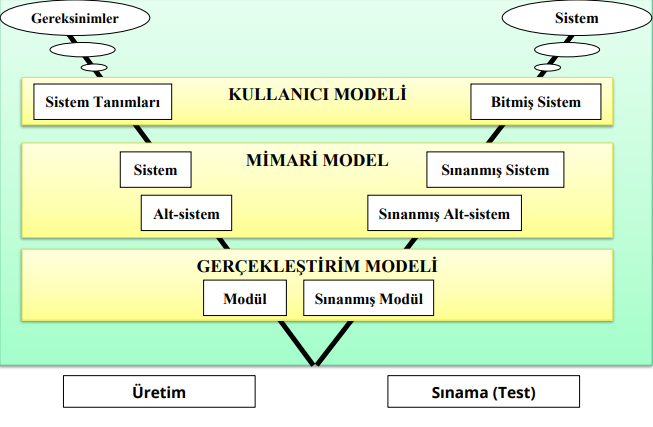 Gereksinimler
Sistem
KULLANICI MODELİ
Sistem Tanımları
Bitmiş Sistem
MİMARİ MODEL
Sistem
Sınanmış Sistem
Alt-sistem
Sınanmış Alt-sistem
GERÇEKLEŞTİRİM MODELİ
Modül
Sınanmış Modül
Üretim
Sınama (Test)